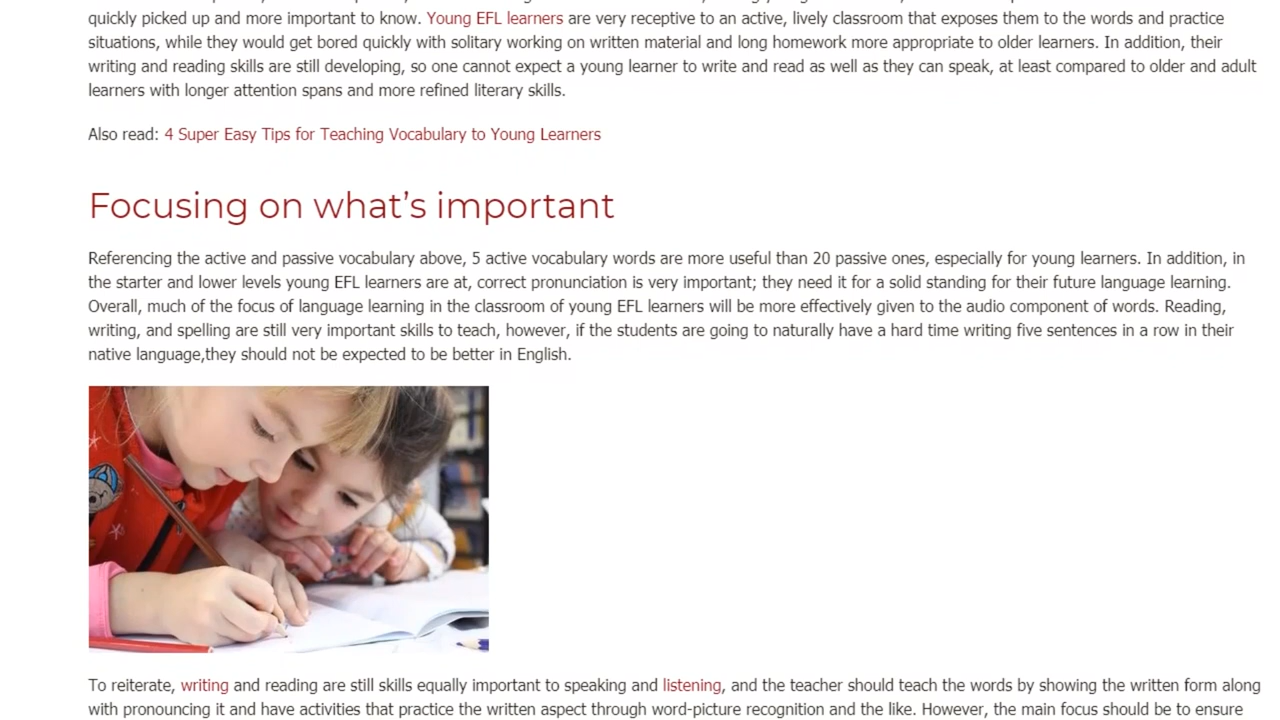 quickly picked up and more important to know. Young EFL learners are very receptive to an active, lively classroom that exposes them to the words and practice
situations, while they would get bored quickly with solitary working on written material and long homework more appropriate to older learners. In addition, their
writing and reading skills are still developing, so one cannot expect a young learner to write and read as well as they can speak, at least compared to older and adult
learners with longer attention spans and more refined literary skills.
Also read: 4 Super Easy Tips for Teaching Vocabulary to Young Learners
Focusing on what's important
Referencing the active and passive vocabulary above, 5 active vocabulary words are more useful than 20 passive ones, especially for young learners. In addition, in
the starter and lower levels young EFL learners are at, correct pronunciation is very important; they need it for a solid standing for their future language learning.
Overall, much of the focus of language learning in the classroom of young EFL learners will be more effectively given to the audio component of words. Reading,
writing, and spelling are still very important skills to teach, however, if the students are going to naturally have a hard time writing five sentences in a row in their
native language,they should not be expected to be better in English.
To reiterate, writing and reading are still skills equally important to speaking and listening, and the teacher should teach the words by showing the written form along
with pronouncing it and have activities that practice the written aspect through word-picture recognition and the like. However, the main focus should be to ensure